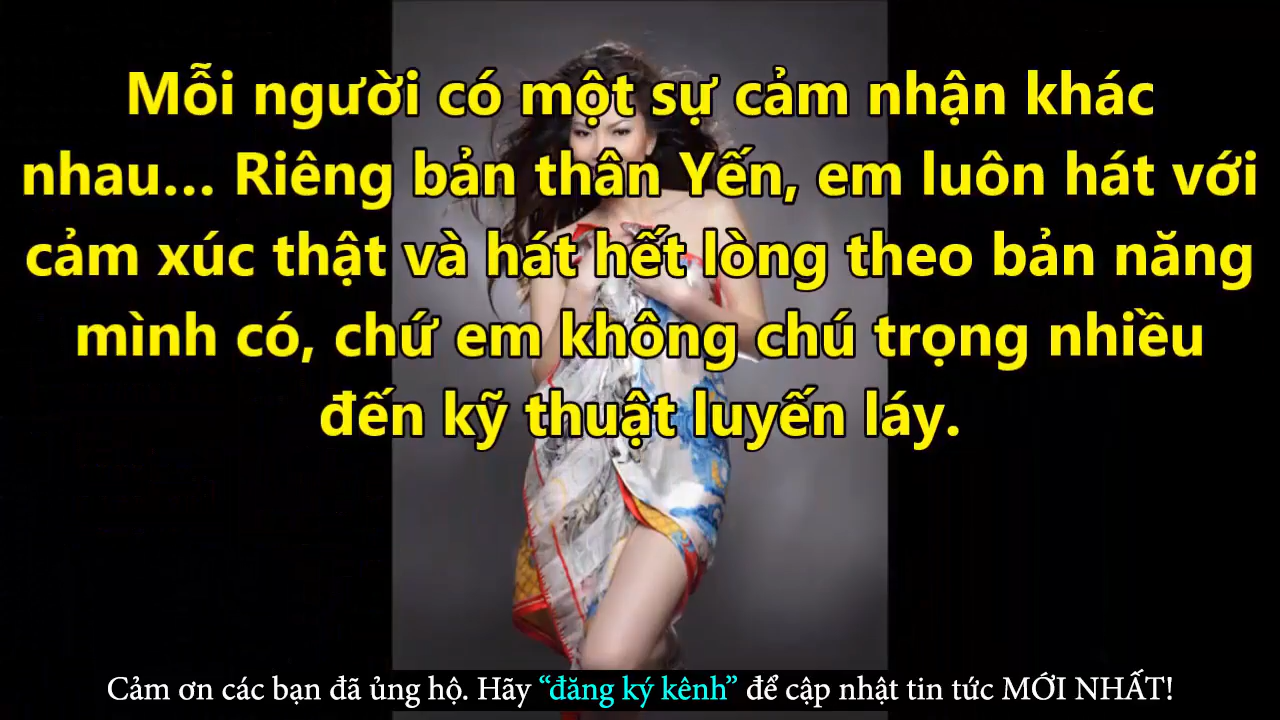 Mỗi người có một sự cảm nhận khác
nhau... Riêng bản thân Yến, em luôn hát với
cảm xúc thật và hát hết lòng theo bản năng
mình có, chứ em không chú trọng nhiều
đến kỹ thuật luyến láy.
Cảm ơn các bạn đã ủng hộ. Hãy “đăng ký kênh” để cập nhật tin tức MỚI NHẤT!